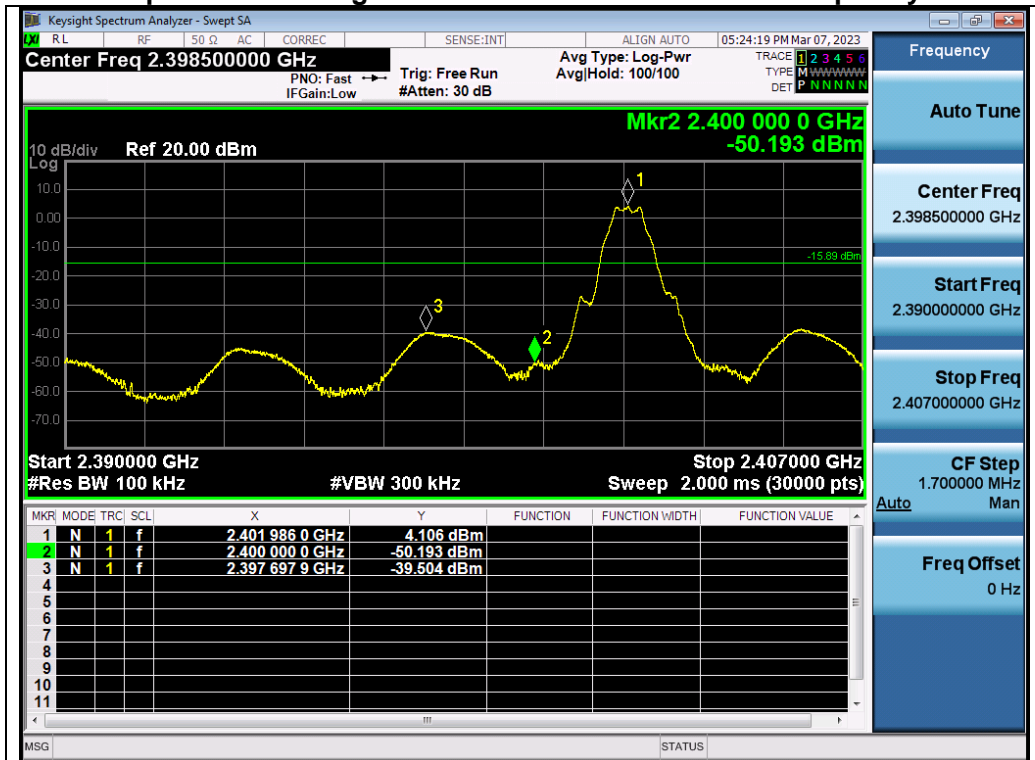 Keysight Spectrum Analyzer - Swept SA
LXI RL RF 50 Ω AC CORREC SENSE:INT ALIGN AUTO 05:24:19 PM Mar 07, 2023
Center Freq 2.398500000 GHz
PNO: Fast
IFGain:Low
Trig: Free Run
#Atten: 30 dB
Avg Type: Log-Pwr
Avg|Hold: 100/100
TRACE 1 2 3 4 5 6
TYPE M WWWWW
DET P N N N N N
Mkr2 2.400 000 0 GHz
-50.193 dBm
10 dB/div Ref 20.00 dBm
Log
10.0
0.00
-10.0
-20.0
-30.0
-40.0
-50.0
-60.0
-70.0
1
-15.89 dBm
3
2
Start 2.390000 GHz Stop 2.407000 GHz
#Res BW 100 kHz #VBW 300 kHz Sweep 2.000 ms (30000 pts)
MKR MODE TRC SCL X Y FUNCTION FUNCTION WIDTH FUNCTION VALUE
1 N 1 f 2.401 986 0 GHz 4.106 dBm
2 N 1 f 2.400 000 0 GHz -50.193 dBm
3 N 1 f 2.397 697 9 GHz -39.504 dBm
4
5
6
7
8
9
10
11
MSG STATUS
Frequency
Auto Tune
Center Freq
2.398500000 GHz
Start Freq
2.390000000 GHz
Stop Freq
2.407000000 GHz
CF Step
1.700000 MHz
Auto Man
Freq Offset
0 Hz